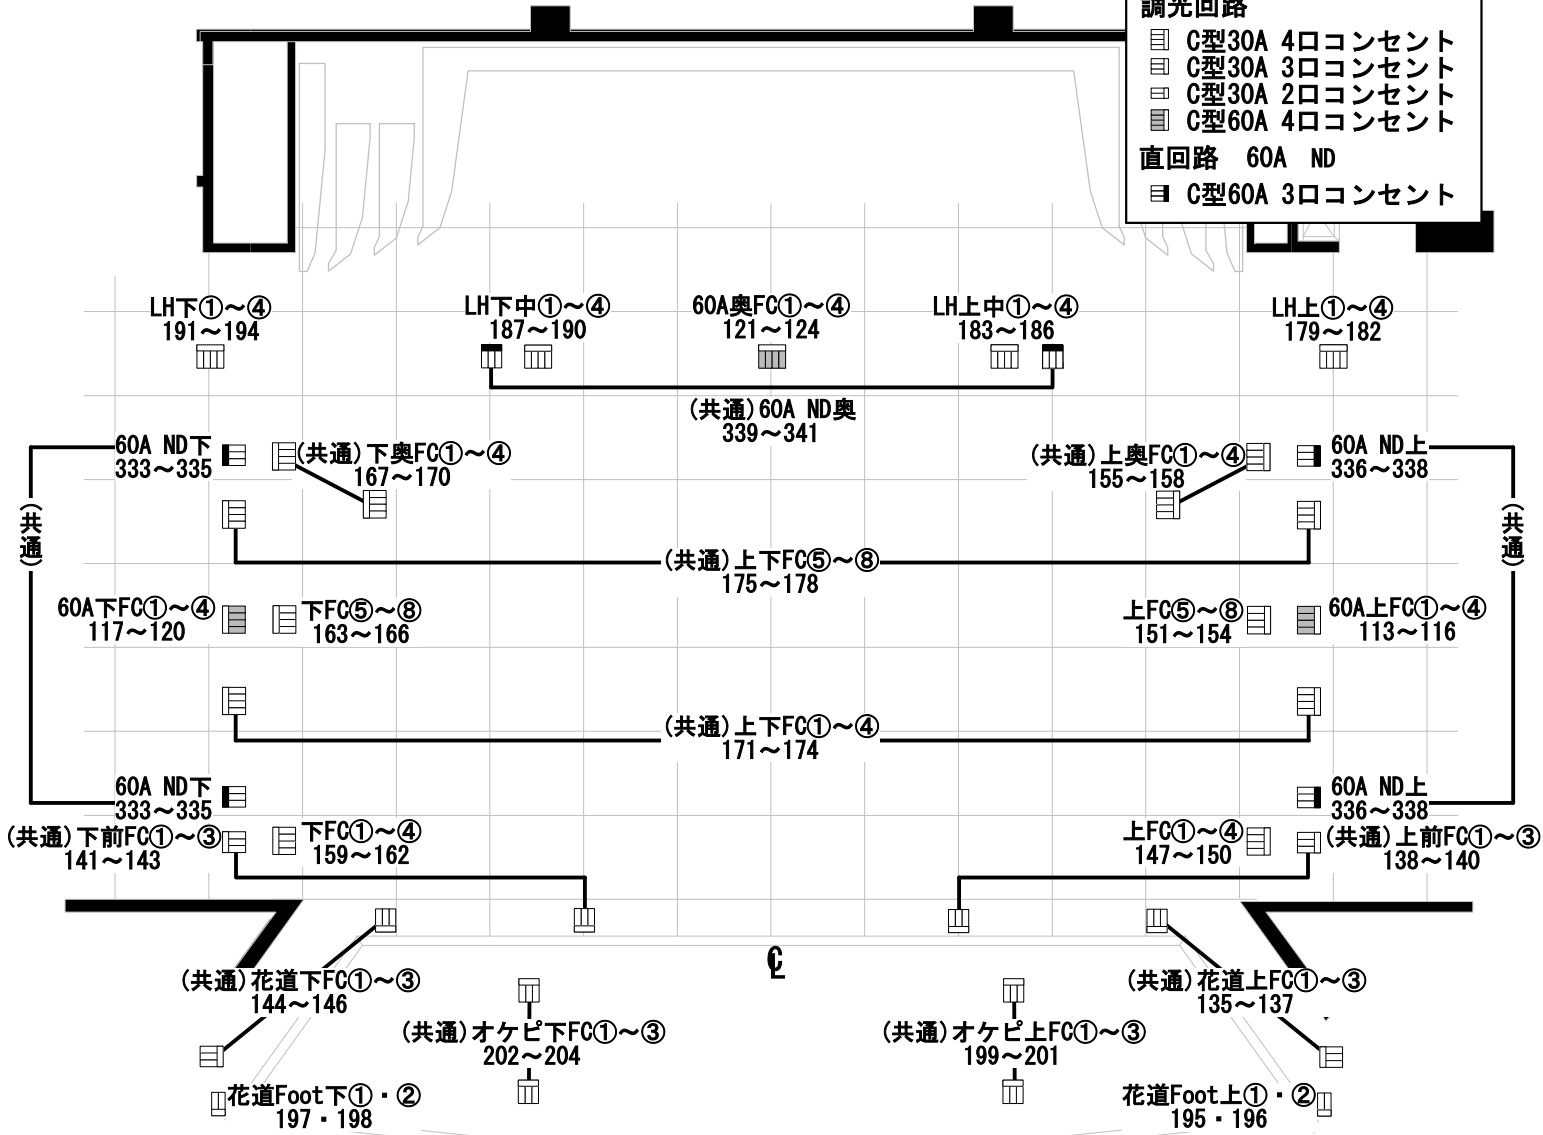 調光回路
C型30A 4口コンセント
C型30A 3口コンセント
C型30A 2口コンセント
C型60A 4口コンセント
直回路 60A ND
C型60A 3口コンセント
LH下①～④
191～194
LH下中①～④
187～190
60A奥FC①～④
121～124
LH上中①～④
183～186
LH上①～④
179～182
(共通)60A ND奥
339～341
60A ND下
333～335
(共通)下奥FC①～④
167～170
(共通)上奥FC①～④
155～158
60A ND上
336～338
(共通)
(共通)
(共通)上下FC⑤～⑧
175～178
60A下FC①～④
117～120
下FC⑤～⑧
163～166
上FC⑤～⑧
151～154
60A上FC①～④
113～116
(共通)上下FC①～④
171～174
60A ND下
333～335
60A ND上
336～338
(共通)下前FC①～③
141～143
下FC①～④
159～162
上FC①～④
147～150
(共通)上前FC①～③
138～140
℄
(共通)花道下FC①～③
144～146
(共通)花道上FC①～③
135～137
(共通)オケピ下FC①～③
202～204
(共通)オケピ上FC①～③
199～201
花道Foot下①・②
197・198
花道Foot上①・②
195・196